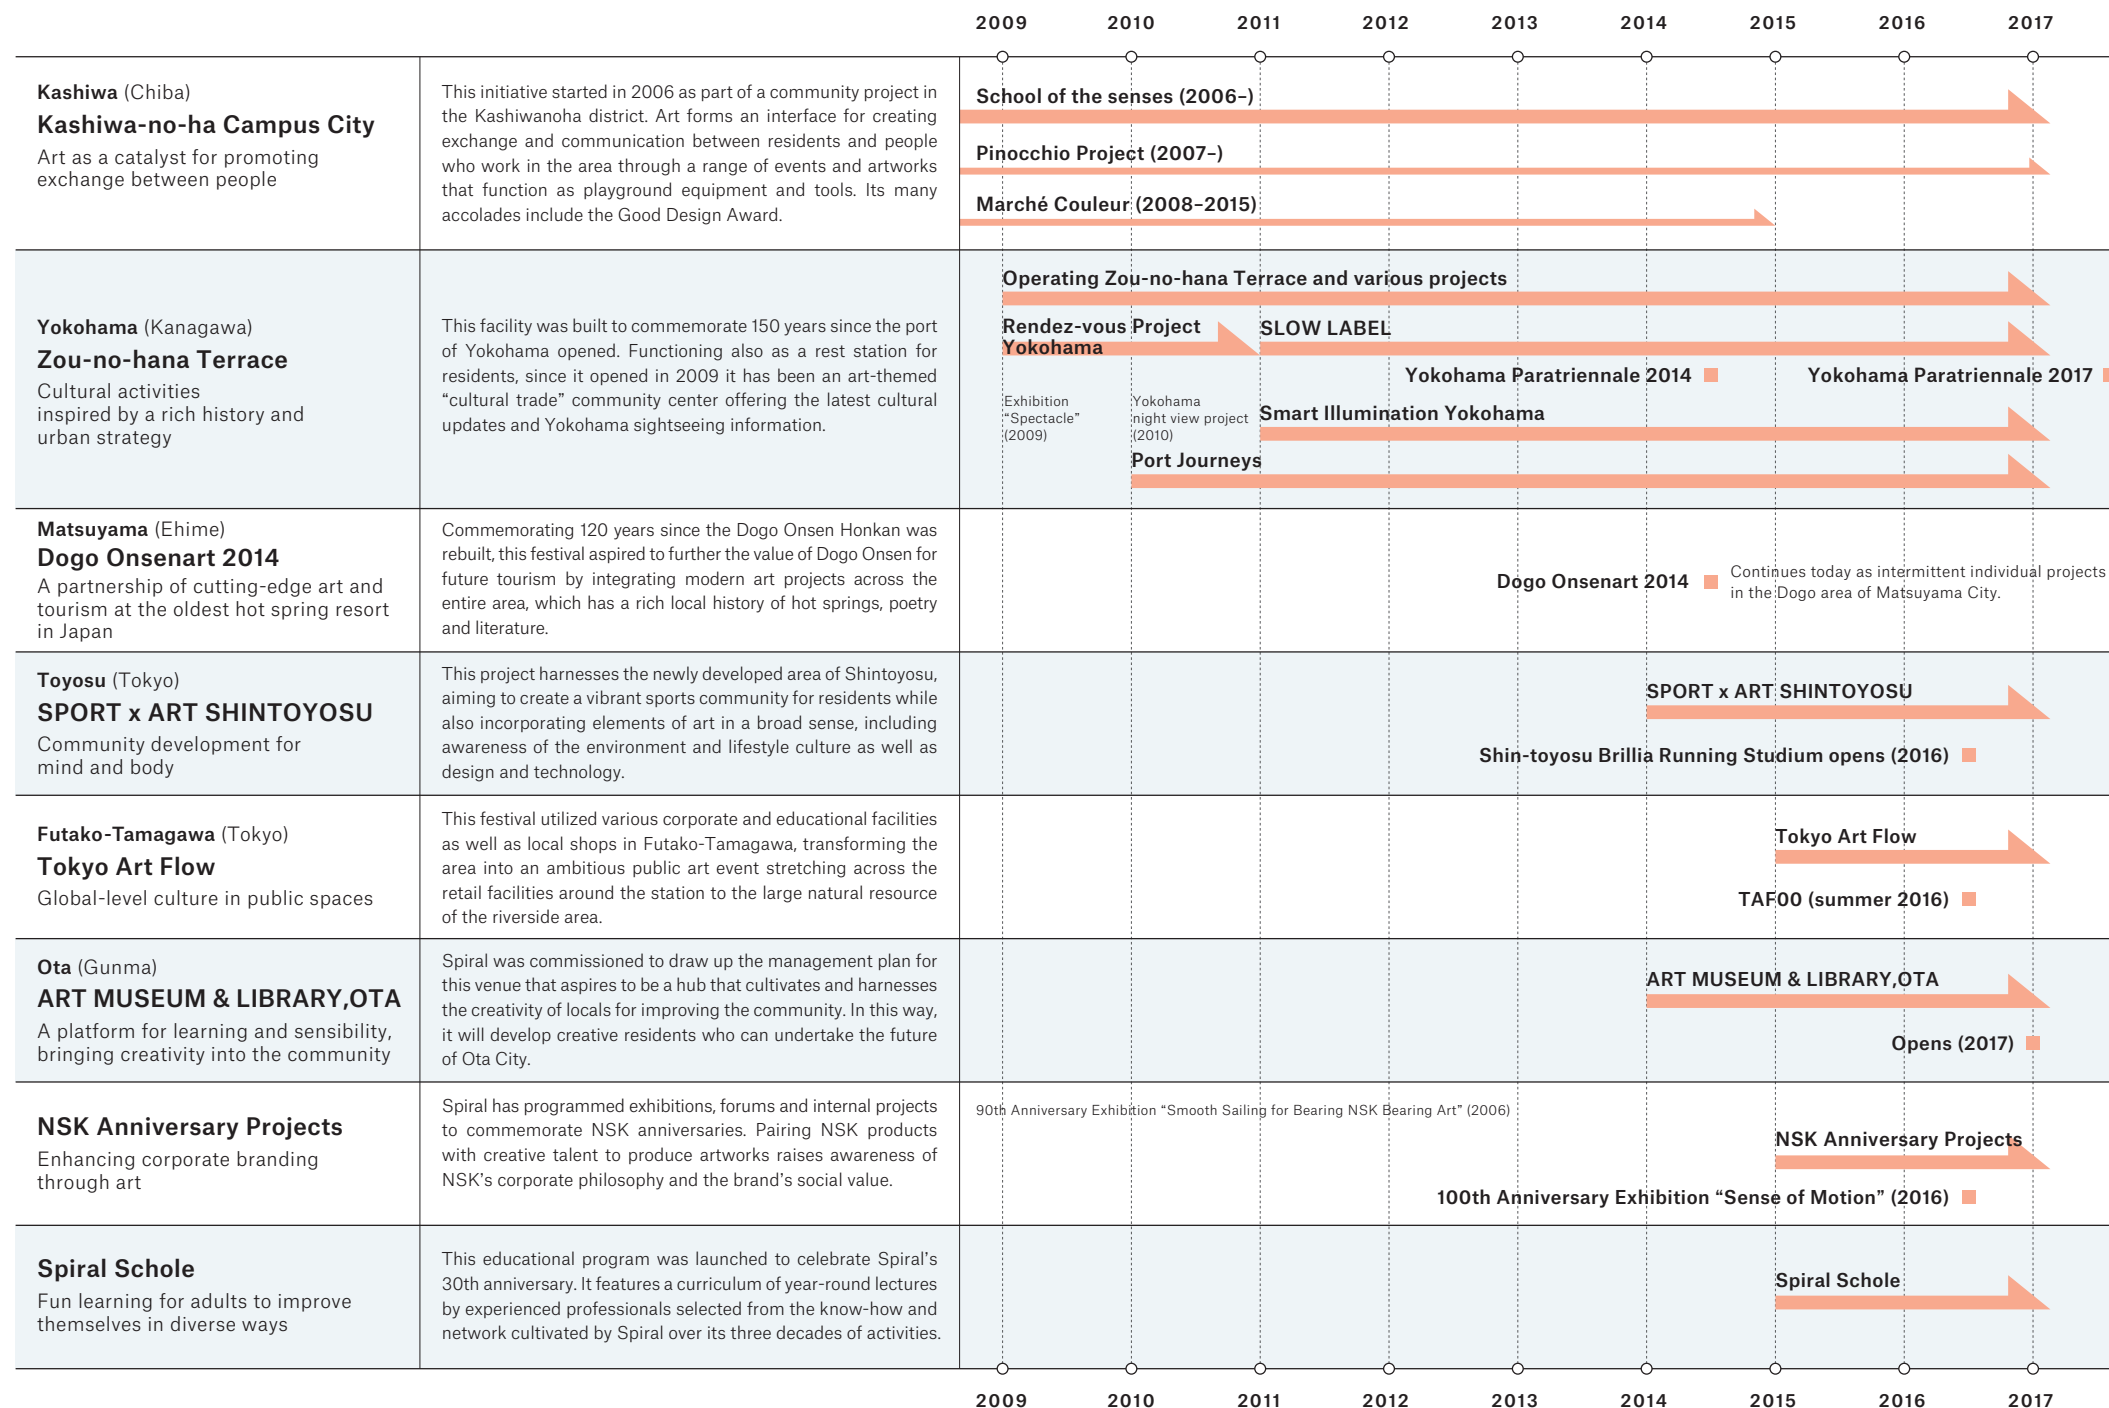 2009 2010 2011 2012 2013 2014 2015 2016 2017
Kashiwa (Chiba)
Kashiwa-no-ha Campus City
Art as a catalyst for promoting
exchange between people
This initiative started in 2006 as part of a community project in
the Kashiwanoha district. Art forms an interface for creating
exchange and communication between residents and people
who work in the area through a range of events and artworks
that function as playground equipment and tools. Its many
accolades include the Good Design Award.
School of the senses (2006–)
Pinocchio Project (2007–)
Marché Couleur (2008–2015)
Yokohama (Kanagawa)
Zou-no-hana Terrace
Cultural activities
inspired by a rich history and
urban strategy
This facility was built to commemorate 150 years since the port
of Yokohama opened. Functioning also as a rest station for
residents, since it opened in 2009 it has been an art-themed
“cultural trade” community center offering the latest cultural
updates and Yokohama sightseeing information.
Operating Zou-no-hana Terrace and various projects
Rendez-vous Project
Yokohama
SLOW LABEL
Yokohama Paratriennale 2014
Yokohama Paratriennale 2017
Exhibition
“Spectacle”
(2009)
Yokohama
night view project
(2010)
Smart Illumination Yokohama
Port Journeys
Matsuyama (Ehime)
Dogo Onsenart 2014
A partnership of cutting-edge art and
tourism at the oldest hot spring resort
in Japan
Commemorating 120 years since the Dogo Onsen Honkan was
rebuilt, this festival aspired to further the value of Dogo Onsen for
future tourism by integrating modern art projects across the
entire area, which has a rich local history of hot springs, poetry
and literature.
Dogo Onsenart 2014
Continues today as intermittent individual projects
in the Dogo area of Matsuyama City.
Toyosu (Tokyo)
SPORT x ART SHINTOYOSU
Community development for
mind and body
This project harnesses the newly developed area of Shintoyosu,
aiming to create a vibrant sports community for residents while
also incorporating elements of art in a broad sense, including
awareness of the environment and lifestyle culture as well as
design and technology.
SPORT x ART SHINTOYOSU
Shin-toyosu Brillia Running Studium opens (2016)
Futako-Tamagawa (Tokyo)
Tokyo Art Flow
Global-level culture in public spaces
This festival utilized various corporate and educational facilities
as well as local shops in Futako-Tamagawa, transforming the
area into an ambitious public art event stretching across the
retail facilities around the station to the large natural resource
of the riverside area.
Tokyo Art Flow
TAF00 (summer 2016)
Ota (Gunma)
ART MUSEUM & LIBRARY,OTA
A platform for learning and sensibility,
bringing creativity into the community
Spiral was commissioned to draw up the management plan for
this venue that aspires to be a hub that cultivates and harnesses
the creativity of locals for improving the community. In this way,
it will develop creative residents who can undertake the future
of Ota City.
ART MUSEUM & LIBRARY,OTA
Opens (2017)
NSK Anniversary Projects
Enhancing corporate branding
through art
Spiral has programmed exhibitions, forums and internal projects
to commemorate NSK anniversaries. Pairing NSK products
with creative talent to produce artworks raises awareness of
NSK’s corporate philosophy and the brand’s social value.
90th Anniversary Exhibition “Smooth Sailing for Bearing NSK Bearing Art” (2006)
NSK Anniversary Projects
100th Anniversary Exhibition “Sense of Motion” (2016)
Spiral Schole
Fun learning for adults to improve
themselves in diverse ways
This educational program was launched to celebrate Spiral’s
30th anniversary. It features a curriculum of year-round lectures
by experienced professionals selected from the know-how and
network cultivated by Spiral over its three decades of activities.
Spiral Schole
2009 2010 2011 2012 2013 2014 2015 2016 2017